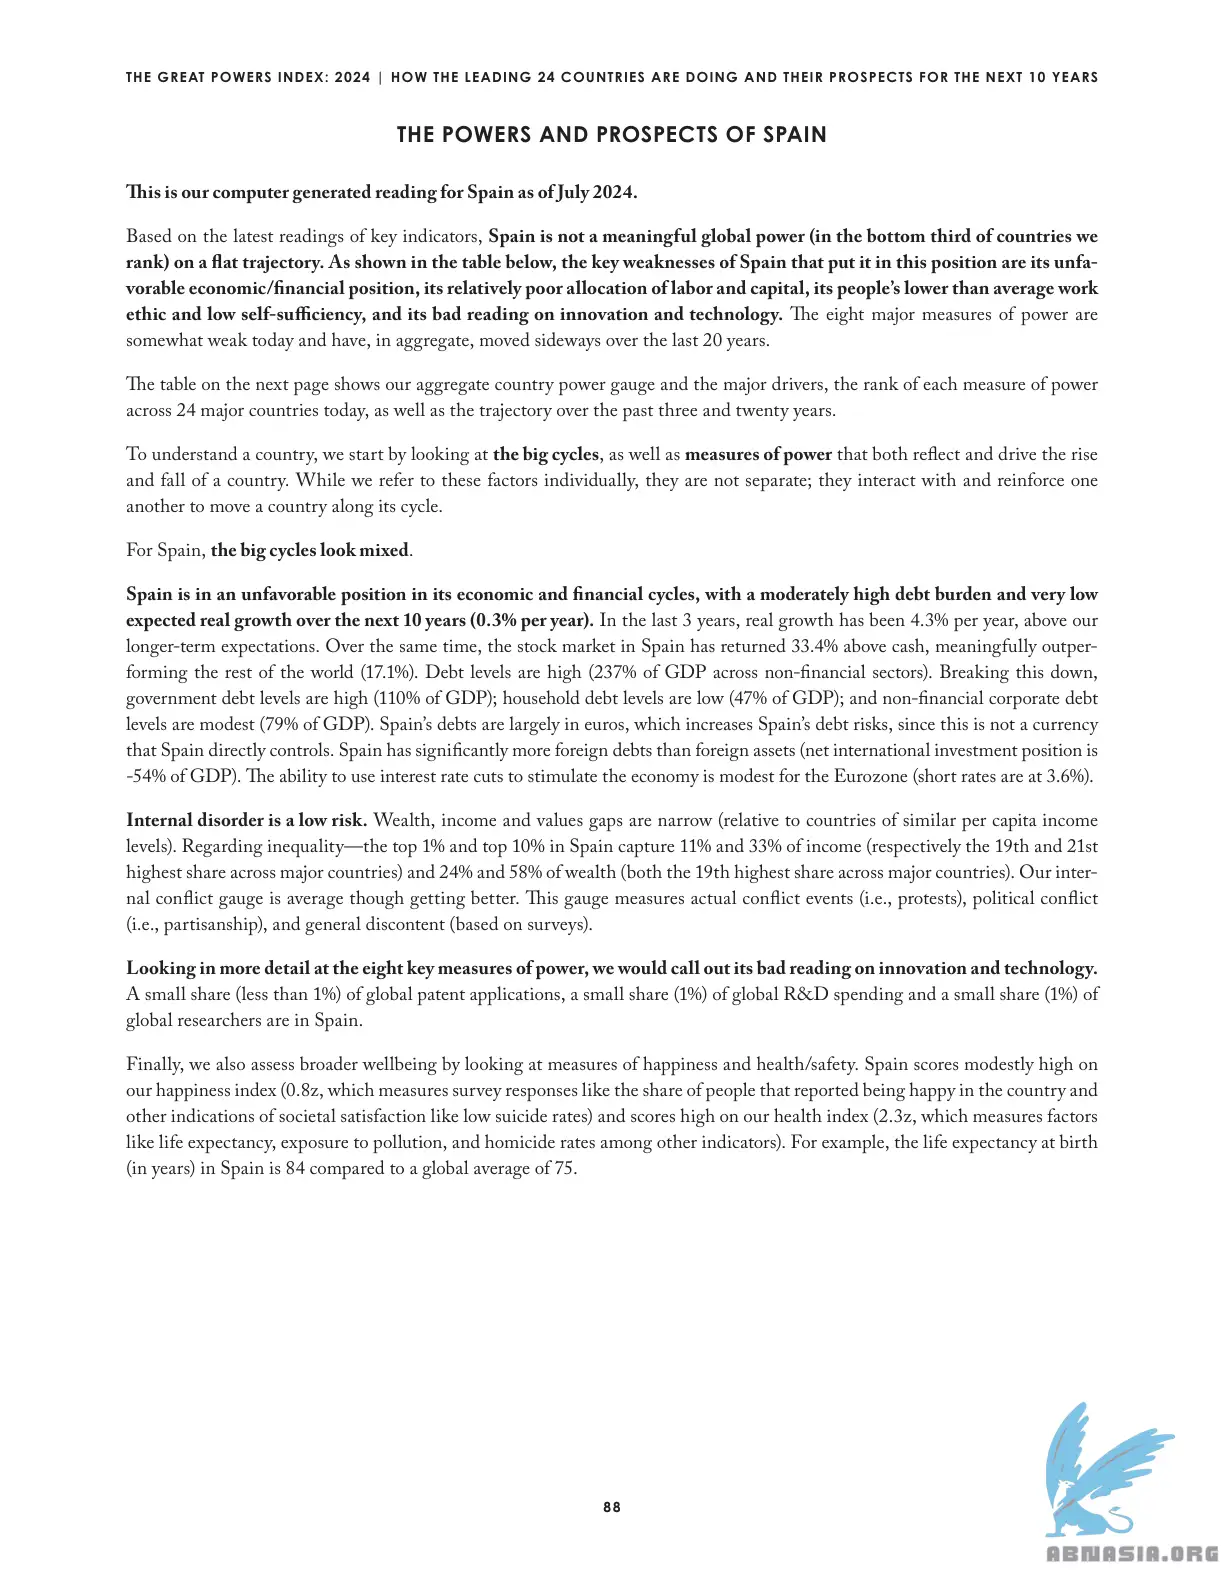 THE GREAT POWERS INDEX: 2024 | HOW THE LEADING 24 COUNTRIES ARE DOING AND THEIR PROSPECTS FOR THE NEXT 10 YEARS
THE POWERS AND PROSPECTS OF SPAIN
This is our computer generated reading for Spain as of July 2024.
Based on the latest readings of key indicators, Spain is not a meaningful global power (in the bottom third of countries we
rank) on a flat trajectory. As shown in the table below, the key weaknesses of Spain that put it in this position are its unfa-
vorable economic/financial position, its relatively poor allocation of labor and capital, its people's lower than average work
ethic and low self-sufficiency, and its bad reading on innovation and technology. The eight major measures of power are
somewhat weak today and have, in aggregate, moved sideways over the last 20 years.
The table on the next page shows our aggregate country power gauge and the major drivers, the rank of each measure of power
across 24 major countries today, as well as the trajectory over the past three and twenty years.
To understand a country, we start by looking at the big cycles, as well as measures of power that both reflect and drive the rise
and fall of a country. While we refer to these factors individually, they are not separate; they interact with and reinforce one
another to move a country along its cycle.
For Spain, the big cycles look mixed.
Spain is in an unfavorable position in its economic and financial cycles, with a moderately high debt burden and very low
expected real growth over the next 10 years (0.3% per year). In the last 3 years, real growth has been 4.3% per year, above our
longer-term expectations. Over the same time, the stock market in Spain has returned 33.4% above cash, meaningfully outper-
forming the rest of the world (17.1%). Debt levels are high (237% of GDP across non-financial sectors). Breaking this down,
government debt levels are high (110% of GDP); household debt levels are low (47% of GDP); and non-financial corporate debt
levels are modest (79% of GDP). Spain's debts are largely in euros, which increases Spain's debt risks, since this is not a currency
that Spain directly controls. Spain has significantly more foreign debts than foreign assets (net international investment position is
-54% of GDP). The ability to use interest rate cuts to stimulate the economy is modest for the Eurozone (short rates are at 3.6%).
Internal disorder is a low risk. Wealth, income and values gaps are narrow (relative to countries of similar per capita income
levels). Regarding inequality—the top 1% and top 10% in Spain capture 11% and 33% of income (respectively the 19th and 21st
highest share across major countries) and 24% and 58% of wealth (both the 19th highest share across major countries). Our inter-
nal conflict gauge is average though getting better. This gauge measures actual conflict events (i.e., protests), political conflict
(i.e., partisanship), and general discontent (based on surveys).
Looking in more detail at the eight key measures of power, we would call out its bad reading on innovation and technology.
A small share (less than 1%) of global patent applications, a small share (1%) of global R&D spending and a small share (1%) of
global researchers are in Spain.
Finally, we also assess broader wellbeing by looking at measures of happiness and health/safety. Spain scores modestly high on
our happiness index (0.8z, which measures survey responses like the share of people that reported being happy in the country and
other indications of societal satisfaction like low suicide rates) and scores high on our health index (2.3z, which measures factors
like life expectancy, exposure to pollution, and homicide rates among other indicators). For example, the life expectancy at birth
(in years) in Spain is 84 compared to a global average of 75.
88
ABNASIA.ORG